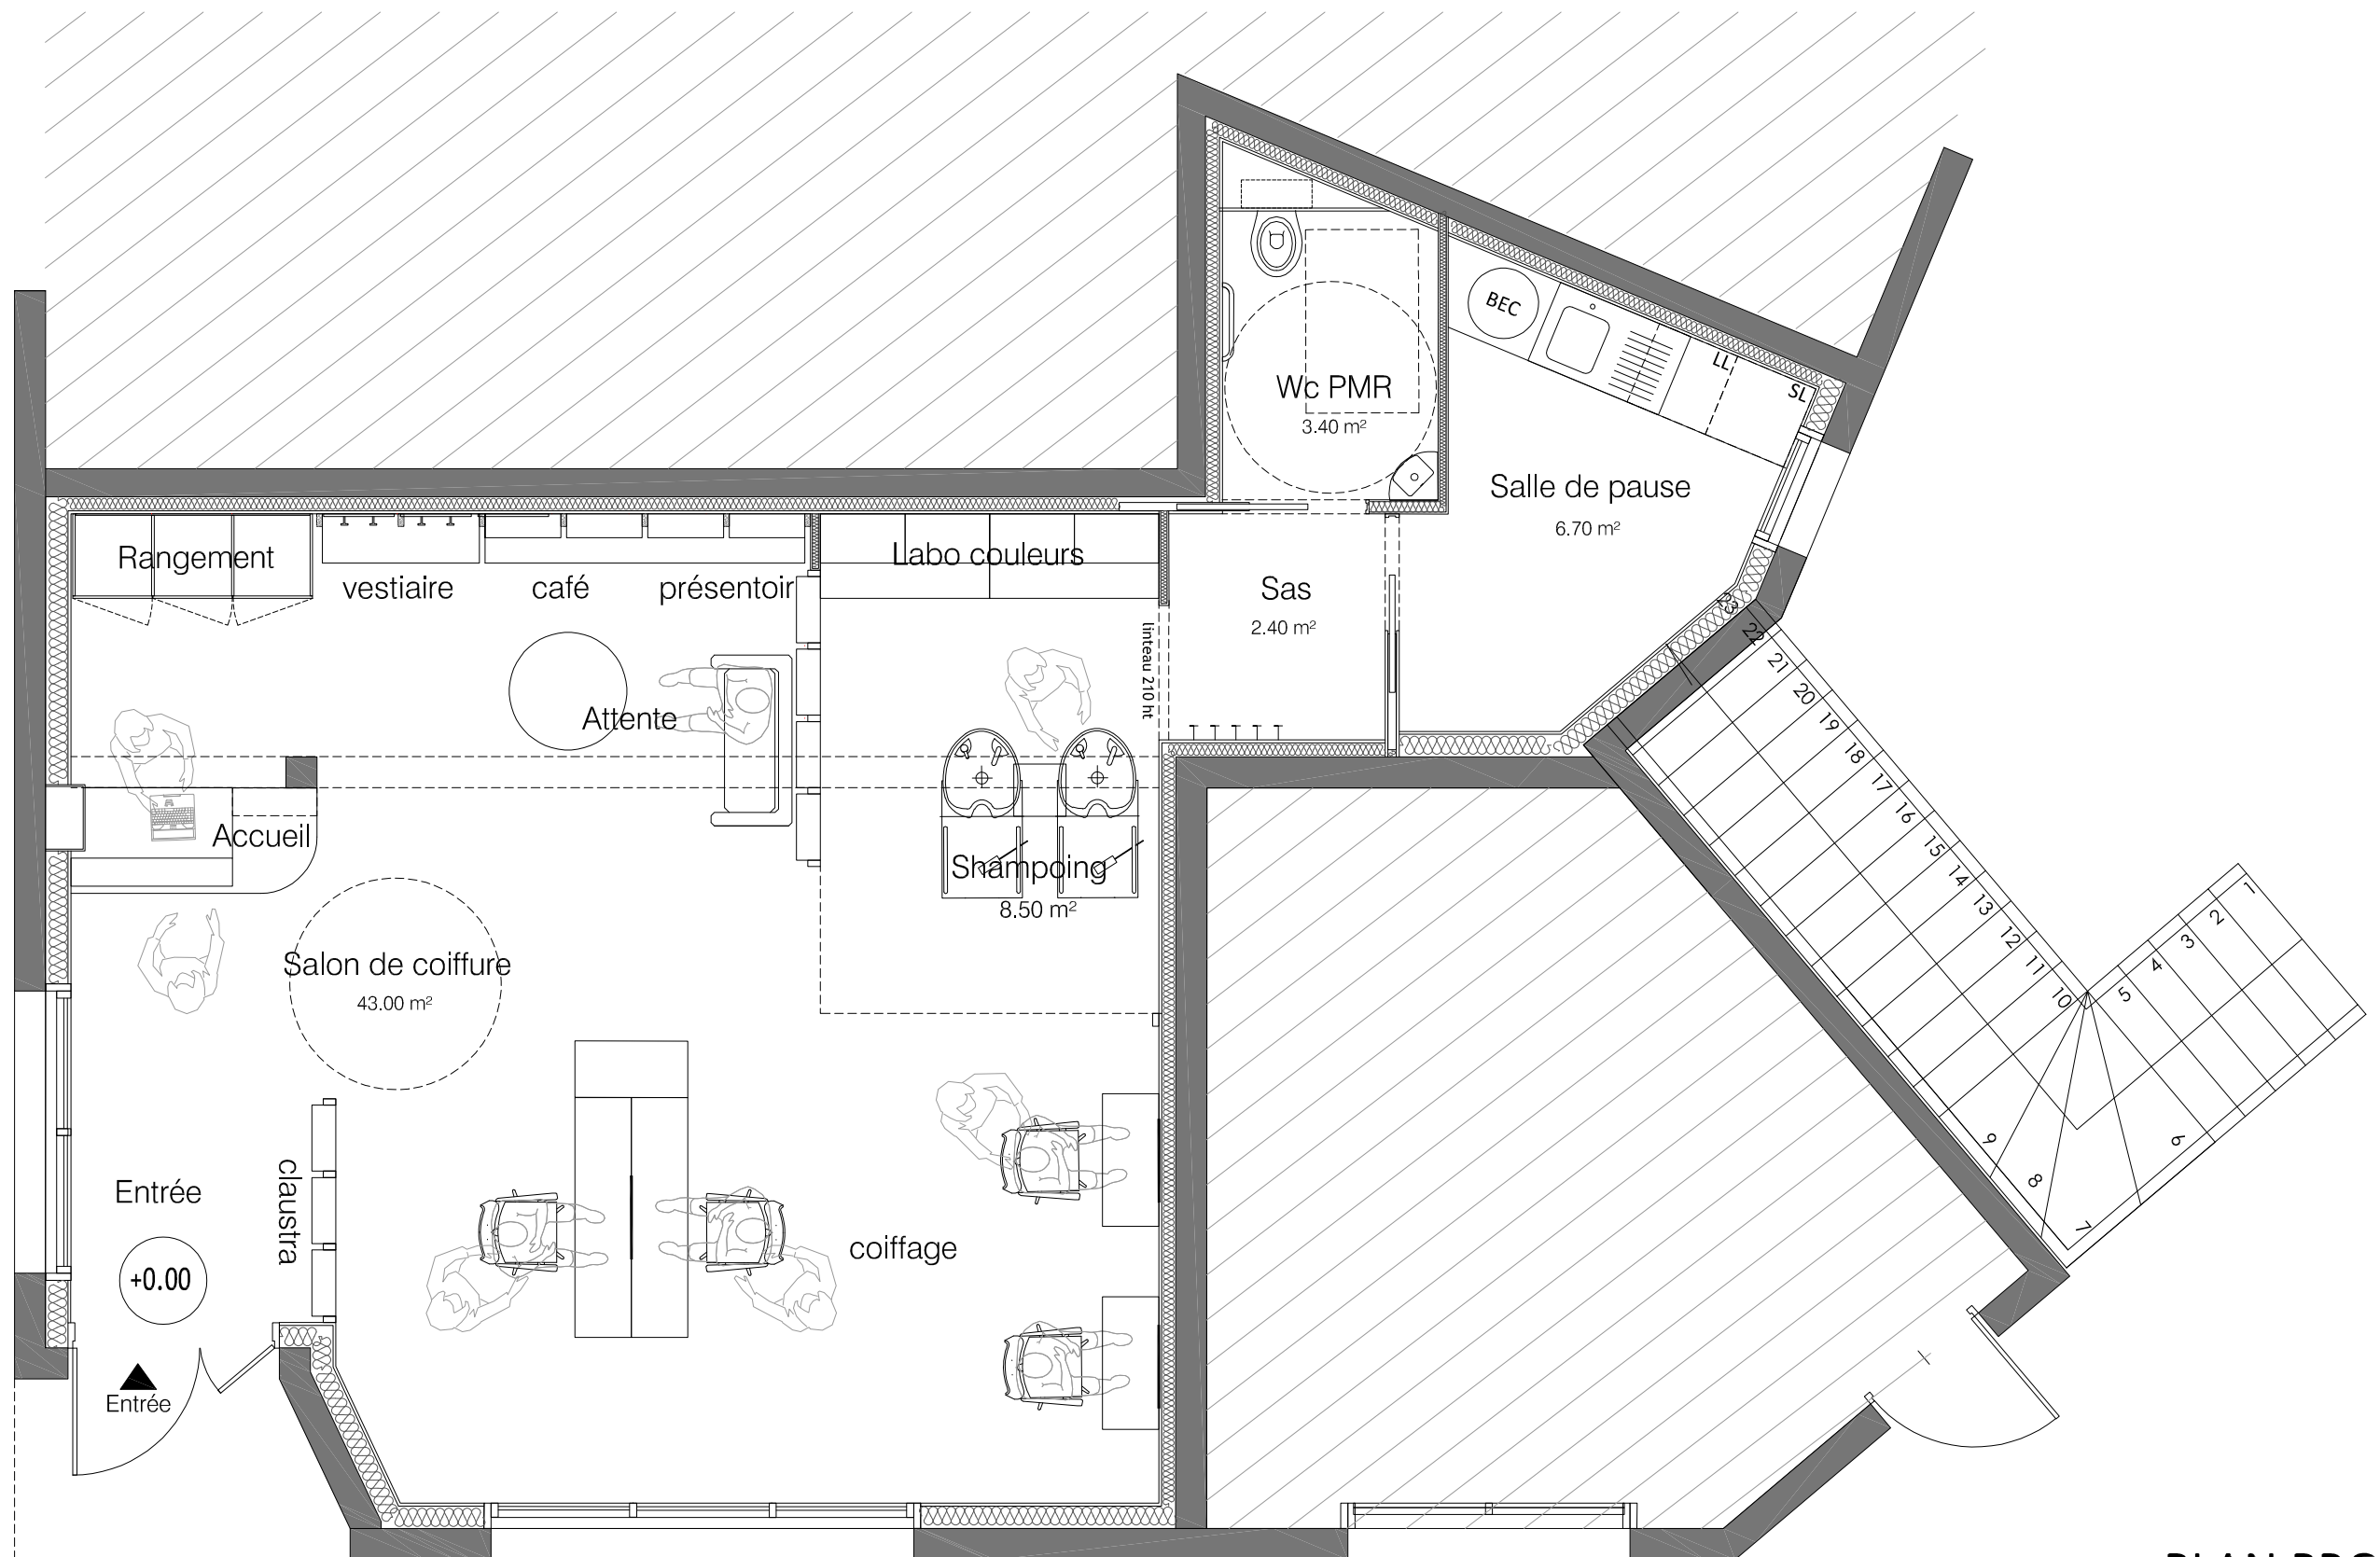 BEC
LL
SL
Wc PMR
3.40 m²
Salle de pause
6.70 m²
Rangement
vestiaire
café
présentoir
Labo couleurs
Sas
2.40 m²
linteau 210 ht
Attente
Accueil
Shampoing
8.50 m²
Salon de coiffure
43.00 m²
Entrée
claustra
+0.00
coiffage
Entrée
23
22
21
20
19
18
17
16
15
14
13
12
11
10
9
8
7
6
5
4
3
2
1